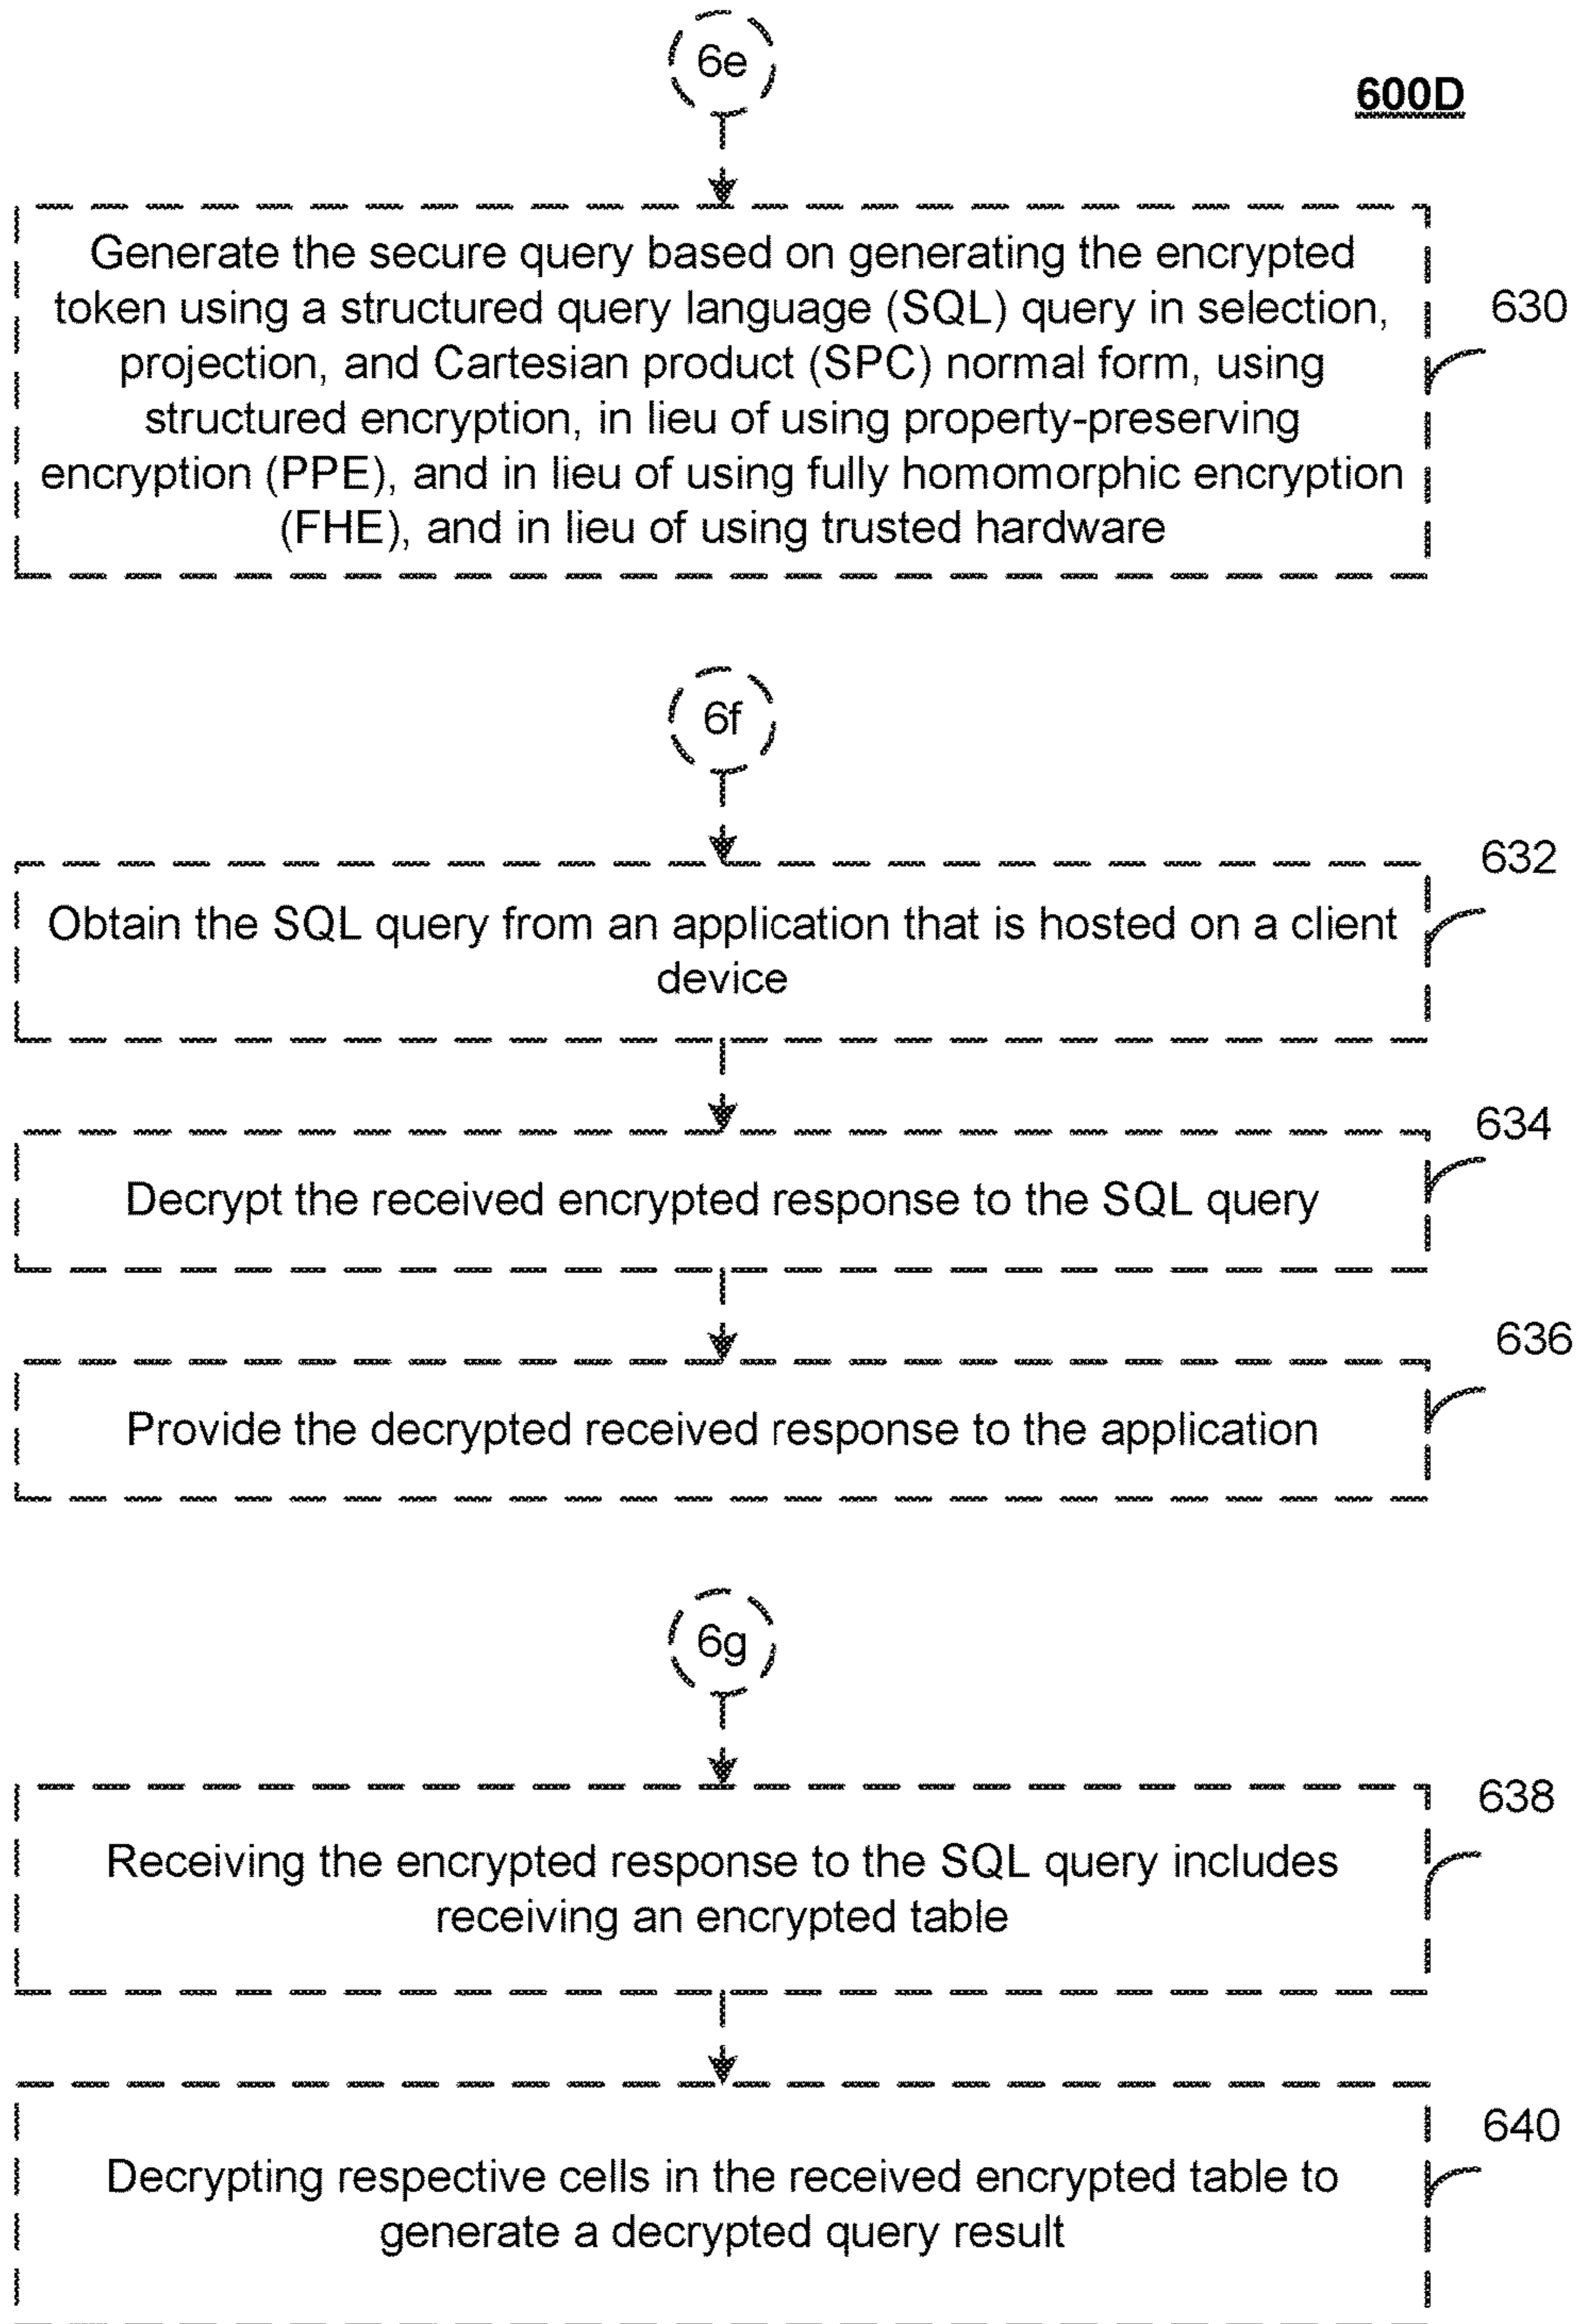 6e
600D
Generate the secure query based on generating the encrypted
token using a structured query language (SQL) query in selection,
projection, and Cartesian product (SPC) normal form, using
structured encryption, in lieu of using property-preserving
encryption (PPE), and in lieu of using fully homomorphic encryption
(FHE), and in lieu of using trusted hardware
630
6f
632
Obtain the SQL query from an application that is hosted on a client
device
634
Decrypt the received encrypted response to the SQL query
636
Provide the decrypted received response to the application
6g
638
Receiving the encrypted response to the SQL query includes
receiving an encrypted table
640
Decrypting respective cells in the received encrypted table to
generate a decrypted query result